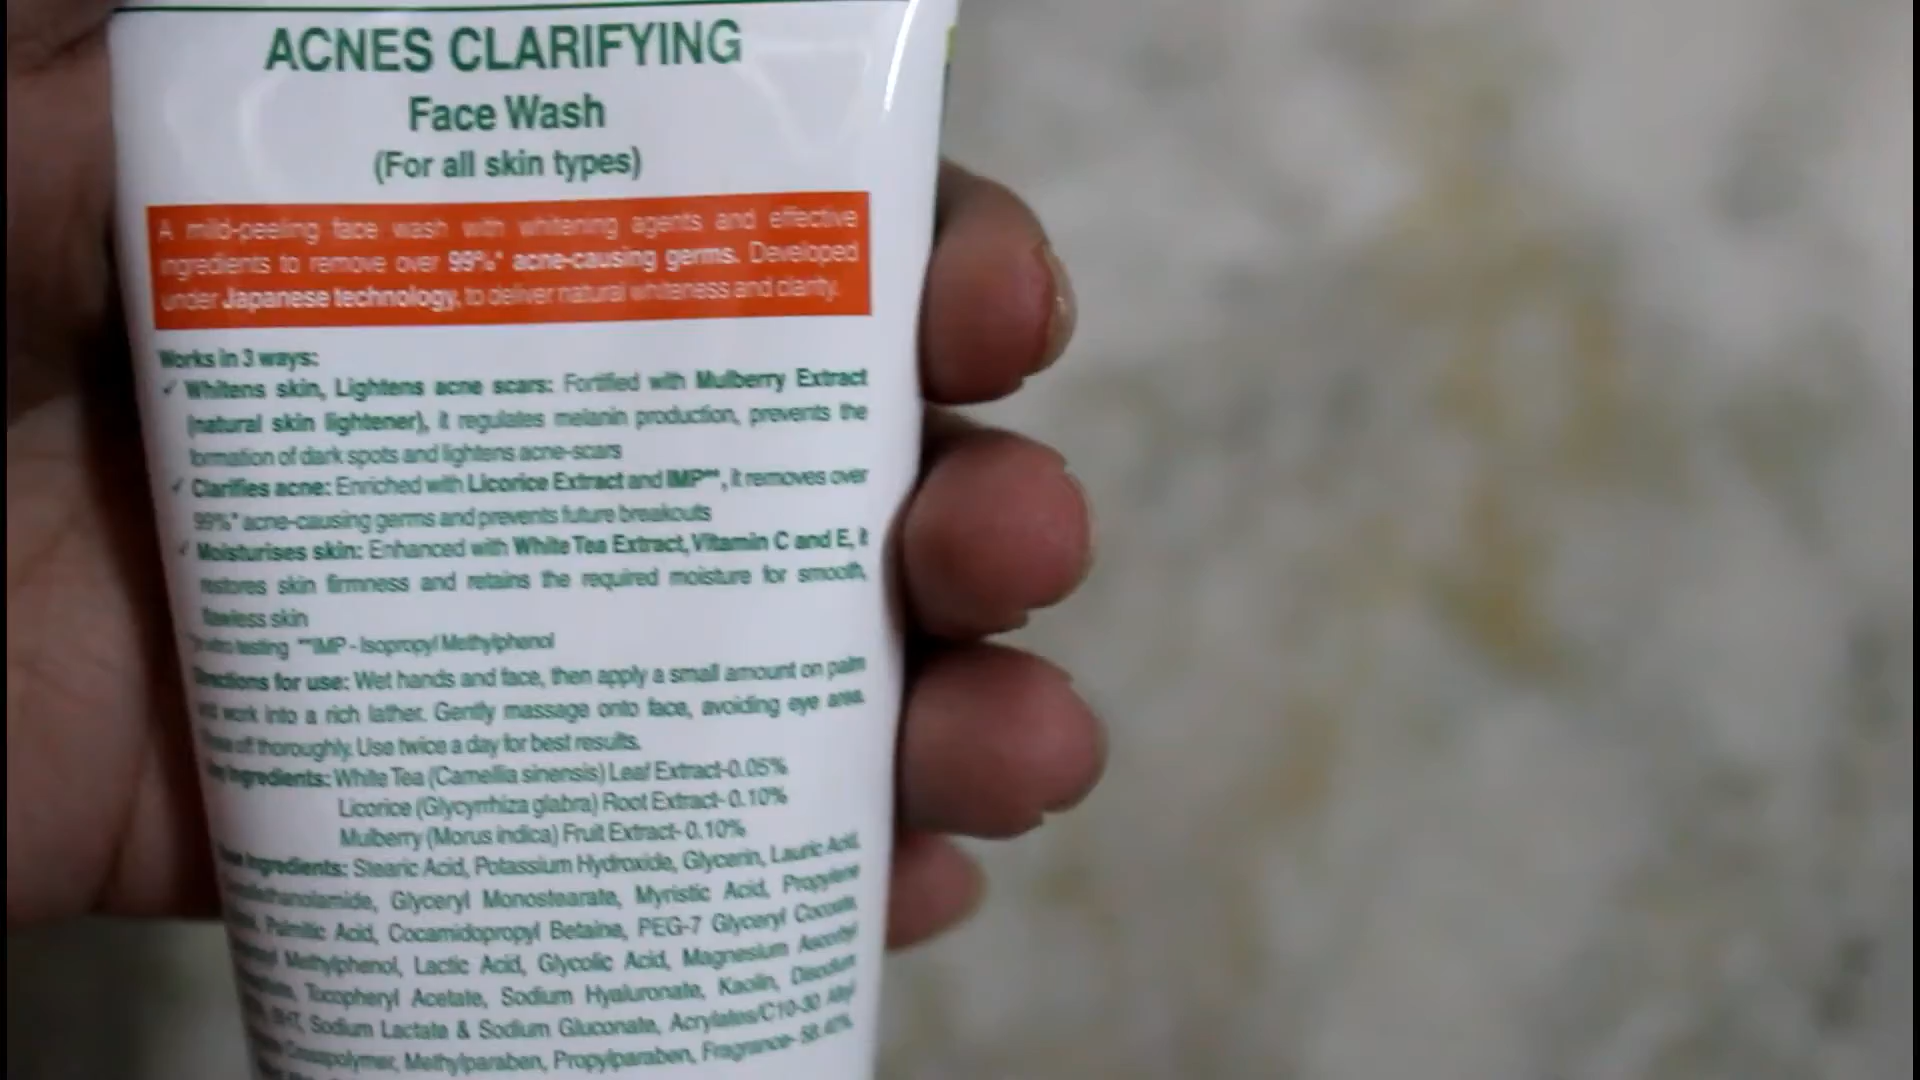 ACNES CLARIFYING
Face Wash
(For all skin types)
A mild-peeling face wash with whitening agents and effective
ingredients to remove over 99%* acne-causing germs. Developed
under Japanese technology, to deliver natural whiteness and clarity.
Works in 3 ways:
✓ Whitens skin, Lightens acne scars: Fortified with Mulberry Extract
(natural skin lightener), it regulates melanin production, prevents the
formation of dark spots and lightens acne-scars
✓ Clarifies acne: Enriched with Licorice Extract and IMP**, it removes over
99%* acne-causing germs and prevents future breakouts
✓ Moisturises skin: Enhanced with White Tea Extract, Vitamin C and E, it
restores skin firmness and retains the required moisture for smooth,
flawless skin
testing **IMP - Isopropyl Methylphenol
for use: Wet hands and face, then apply a small amount on palm
work into a rich lather. Gently massage onto face, avoiding eye area.
off thoroughly. Use twice a day for best results.
Ingredients: White Tea (Camellia sinensis) Leaf Extract-0.05%
Licorice (Glycyrrhiza glabra) Root Extract- 0.10%
Mulberry (Morus indica) Fruit Extract- 0.10%
Ingredients: Stearic Acid, Potassium Hydroxide, Glycerin, Lauric Acid,
Glyceryl Monostearate, Myristic Acid, Propylene
Palmitic Acid, Cocamidopropyl Betaine, PEG-7 Glyceryl Cocoate,
Methylphenol, Lactic Acid, Glycolic Acid, Magnesium Ascorbyl
Tocopheryl Acetate, Sodium Hyaluronate, Kaolin, Disodium
BHT, Sodium Lactate & Sodium Gluconate, Acrylates/C10-30 Alkyl
Methylparaben, Propylparaben, Fragrance-